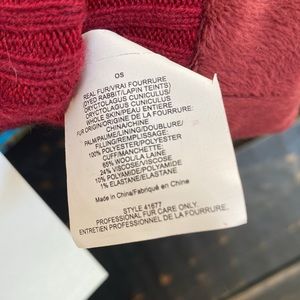 OS
REAL FUR/VRAI FOURRURE
(DYED RABBIT/LAPIN TEINTS)
ORYCTOLAGUS CUNICULUS
ORYCTOLAGUS CUNICULUS
WHOLE SKIN/PEAU ENTIERE
FUR ORIGIN/ORIGINE DE LA FOURRURE:
CHINA/CHINE
PALM/PAUME/LINING/DOUBLURE/
FILLING/REMPLISSAGE:
100% POLYESTER/POLYESTER
CUFF/MANCHETTE:
65% WOOL/LA LAINE
24% VISCOSE/VISCOSE
10% POLYAMIDE/POLYAMIDE
1% ELASTANE/ELASTANE
Made in China/Fabriqué en Chine
STYLE 41677
PROFESSIONAL FUR CARE ONLY.
ENTRETIEN PROFESSIONNEL DE LA FOURRURE.